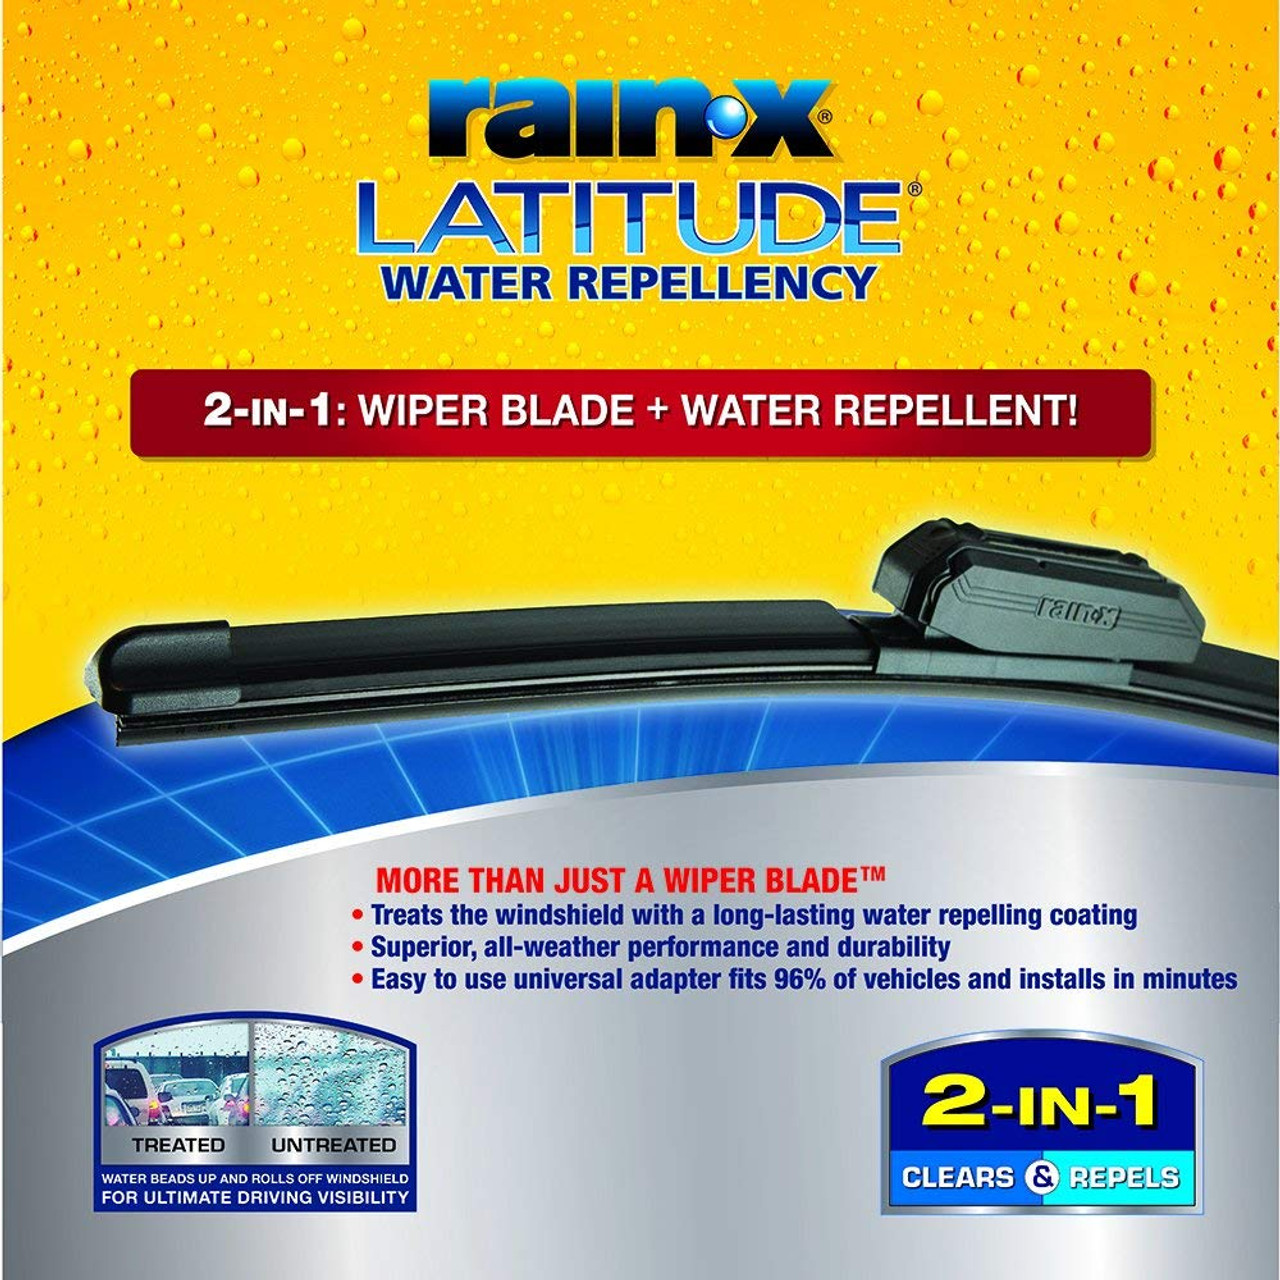 rain·x®
LATITUDE®
WATER REPELLENCY
2-IN-1: WIPER BLADE + WATER REPELLENT!
rain·x
MORE THAN JUST A WIPER BLADE™
• Treats the windshield with a long-lasting water repelling coating
• Superior, all-weather performance and durability
• Easy to use universal adapter fits 96% of vehicles and installs in minutes
TREATED UNTREATED
WATER BEADS UP AND ROLLS OFF WINDSHIELD
FOR ULTIMATE DRIVING VISIBILITY
2-IN-1
CLEARS & REPELS